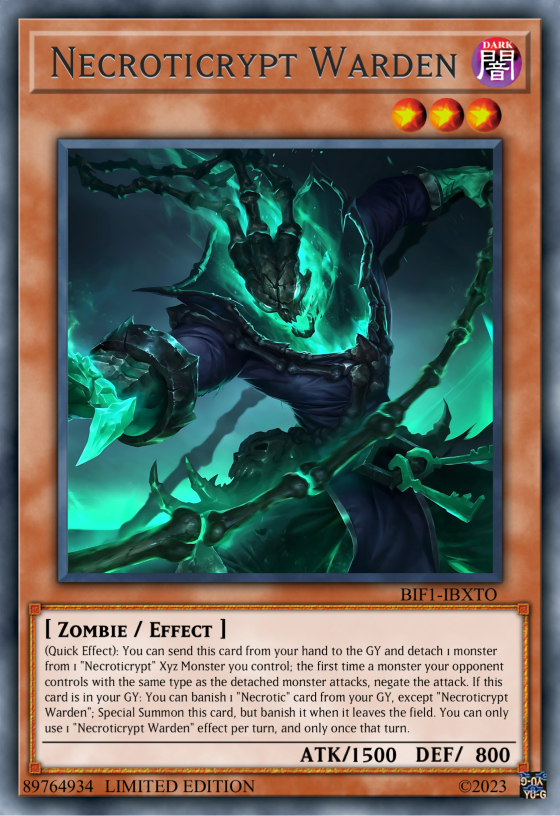 Necroticrypt Warden
DARK
闇
BIF1-IBXTO
[ Zombie / Effect ]
(Quick Effect): You can send this card from your hand to the GY and detach 1 monster
from 1 "Necroticrypt" Xyz Monster you control; the first time a monster your opponent
controls with the same type as the detached monster attacks, negate the attack. If this
card is in your GY: You can banish 1 "Necrotic" card from your GY, except "Necroticrypt
Warden"; Special Summon this card, but banish it when it leaves the field. You can only
use 1 "Necroticrypt Warden" effect per turn, and only once that turn.
ATK/1500 DEF/ 800
89764934 LIMITED EDITION
©2023